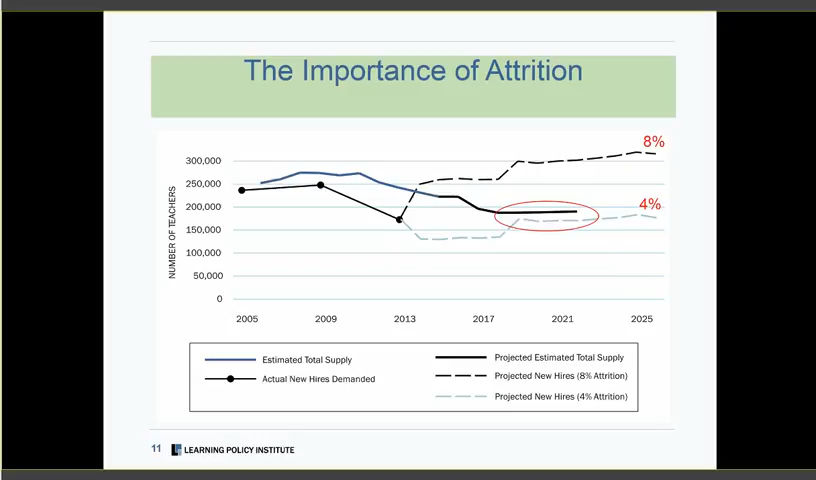 The Importance of Attrition
8%
300,000
250,000
4%
200,000
150,000
100,000
50,000
0
NUMBER OF TEACHERS
2005 2009 2013 2017 2021 2025
Estimated Total Supply
Actual New Hires Demanded
Projected Estimated Total Supply
Projected New Hires (8% Attrition)
Projected New Hires (4% Attrition)
11 LEARNING POLICY INSTITUTE